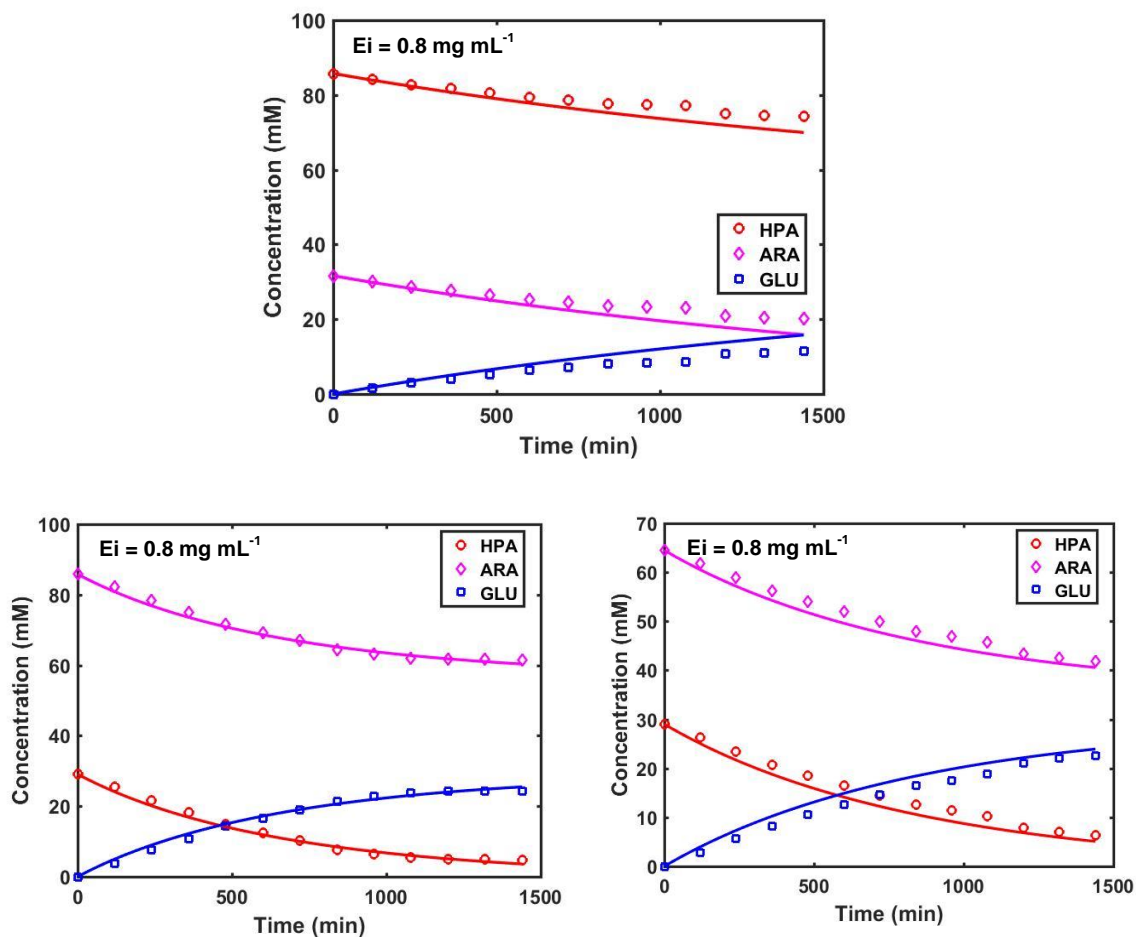 Ei = 0.8 mg mL-1
100
80
60
40
20
0
Concentration (mM)
HPA
ARA
GLU
0 500 1000 1500
Time (min)
Ei = 0.8 mg mL-1
100
80
60
40
20
0
Concentration (mM)
HPA
ARA
GLU
0 500 1000 1500
Time (min)
Ei = 0.8 mg mL-1
70
60
50
40
30
20
10
0
Concentration (mM)
HPA
ARA
GLU
0 500 1000 1500
Time (min)